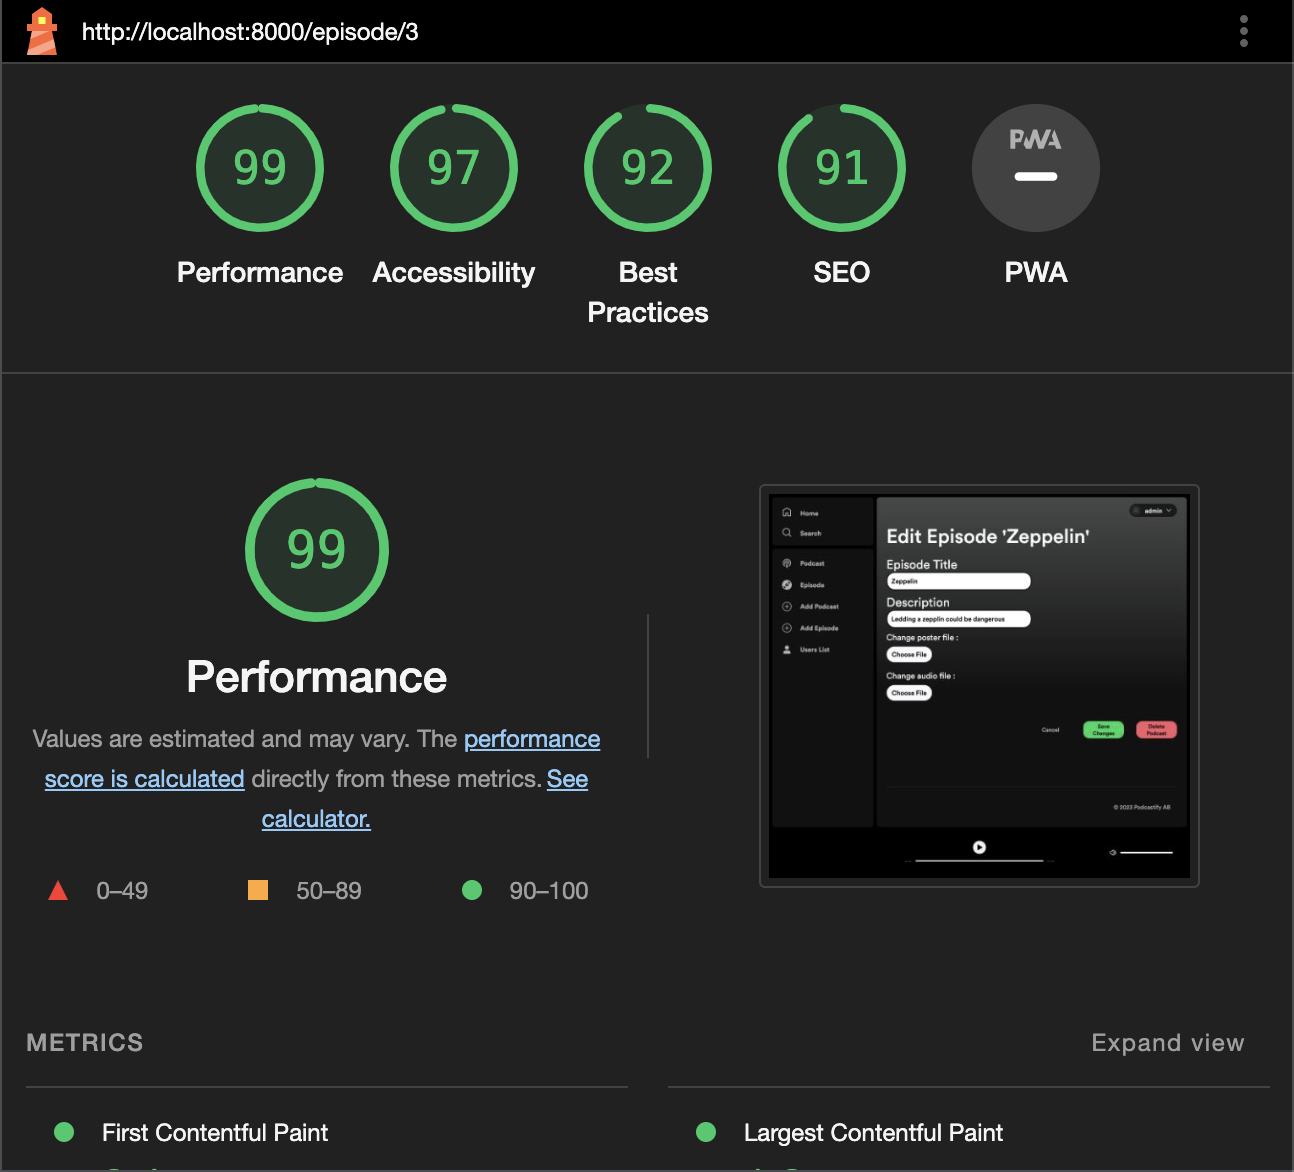 http://localhost:8000/episode/3
99
97
92
91
PWA
Performance
Accessibility
Best
Practices
SEO
PWA
99
Performance
Values are estimated and may vary. The performance
score is calculated directly from these metrics. See
calculator.
0–49
50–89
90–100
Home
Search
Podcast
Episode
Add Podcast
Add Episode
Users List
admin
Edit Episode 'Zeppelin'
Episode Title
Zeppelin
Description
Ledding a zepplin could be dangerous
Change poster file :
Choose File
Change audio file :
Choose File
Cancel
Save
Changes
Delete
Podcast
© 2023 Podcastify AB
METRICS
Expand view
First Contentful Paint
Largest Contentful Paint